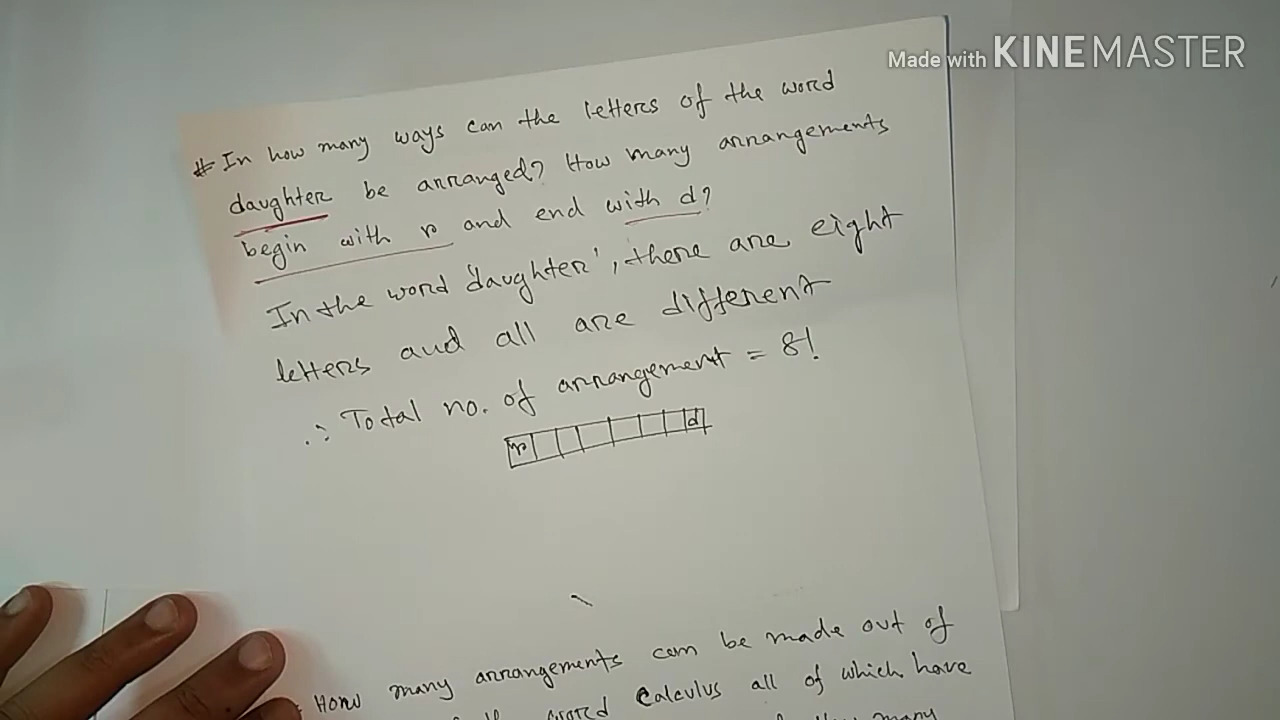 Made with KINEMASTER
# In how many ways can the letters of the word
daughter be arranged? How many arrangements
begin with r and end with d?
In the word 'daughter', there are eight
letters and all are different
∴ Total no. of arrangement = 8!
r d
How many arrangements can be made out of
word Calculus all of which have
many